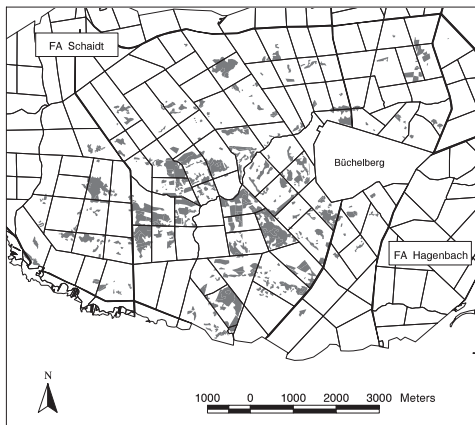 FA Schaidt
Büchelberg
FA Hagenbach
N
1000 0 1000 2000 3000 Meters